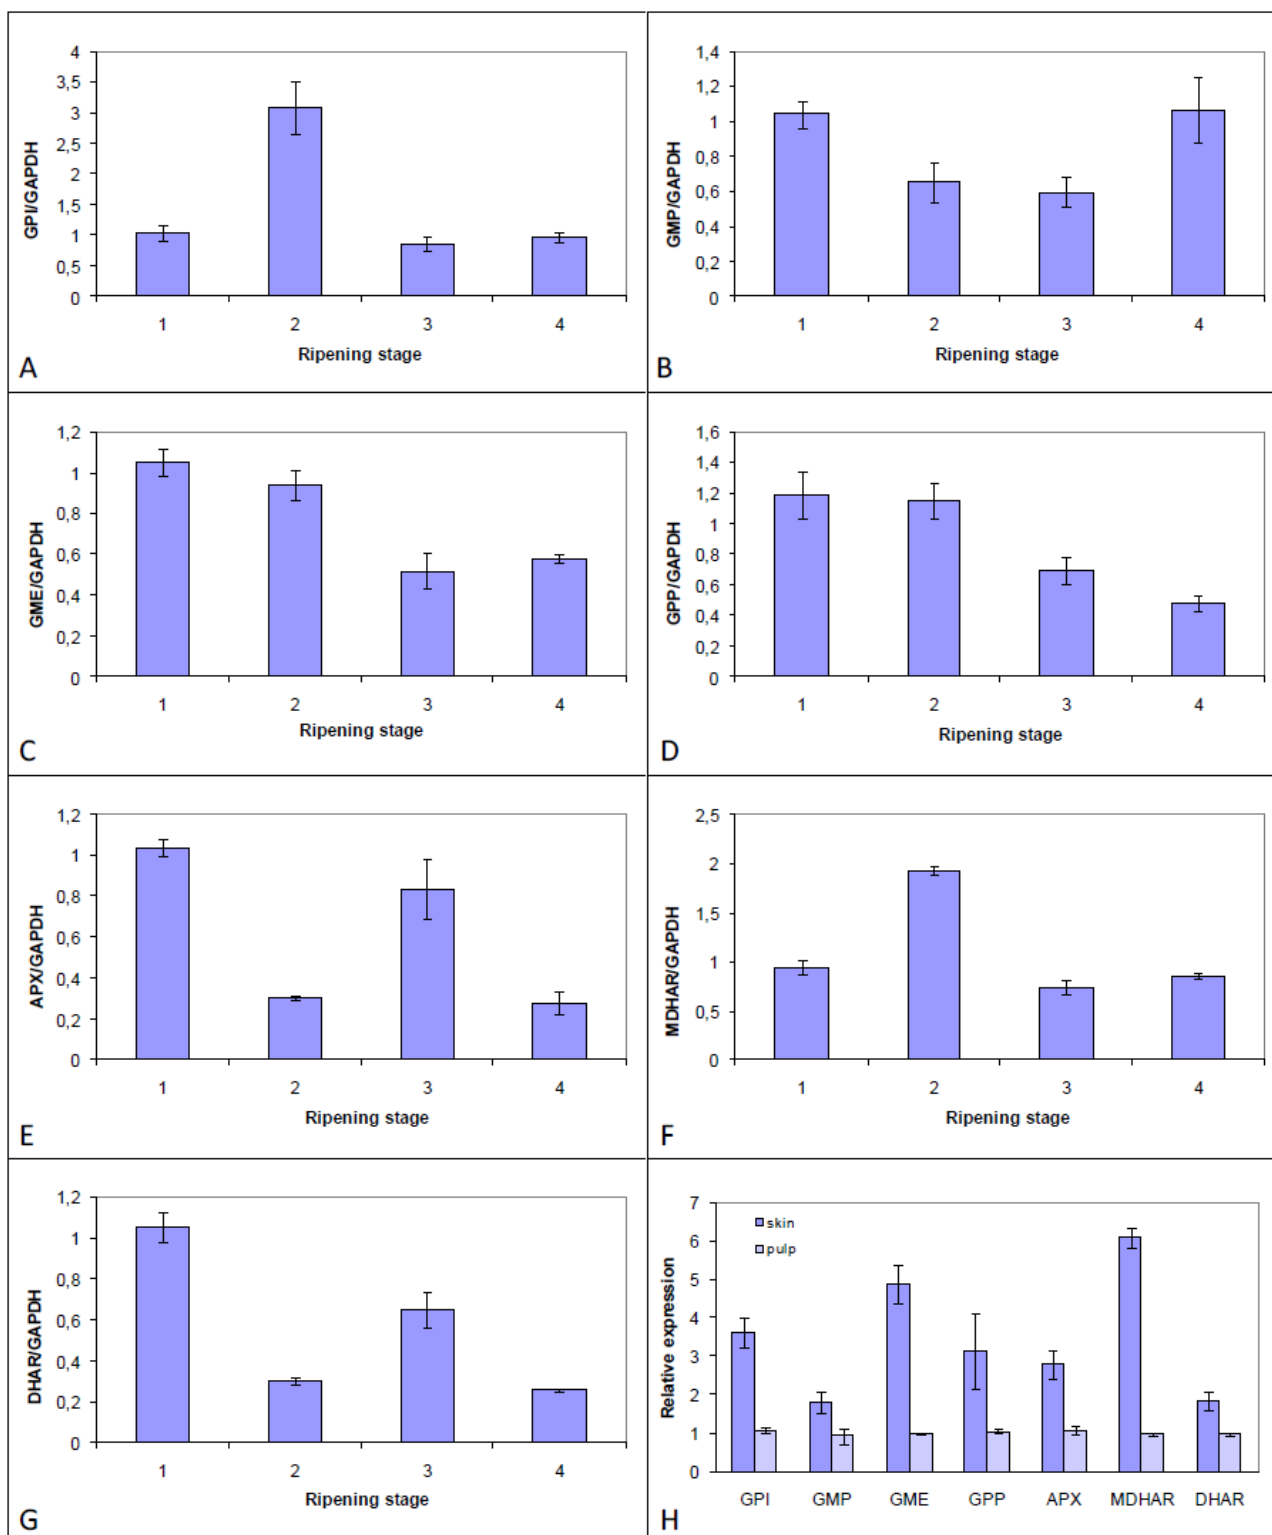 4
3,5
3
2,5
2
1,5
1
0,5
0
GPI/GAPDH
1 2 3 4
Ripening stage
A
1,4
1,2
1
0,8
0,6
0,4
0,2
0
GMP/GAPDH
1 2 3 4
Ripening stage
B
1,2
1
0,8
0,6
0,4
0,2
0
GME/GAPDH
1 2 3 4
Ripening stage
C
1,6
1,4
1,2
1
0,8
0,6
0,4
0,2
0
GPP/GAPDH
1 2 3 4
Ripening stage
D
1,2
1
0,8
0,6
0,4
0,2
0
APX/GAPDH
1 2 3 4
Ripening stage
E
2,5
2
1,5
1
0,5
0
MDHAR/GAPDH
1 2 3 4
Ripening stage
F
1,2
1
0,8
0,6
0,4
0,2
0
DHAR/GAPDH
1 2 3 4
Ripening stage
G
7
6
5
4
3
2
1
0
Relative expression
skin
pulp
GPI GMP GME GPP APX MDHAR DHAR
H